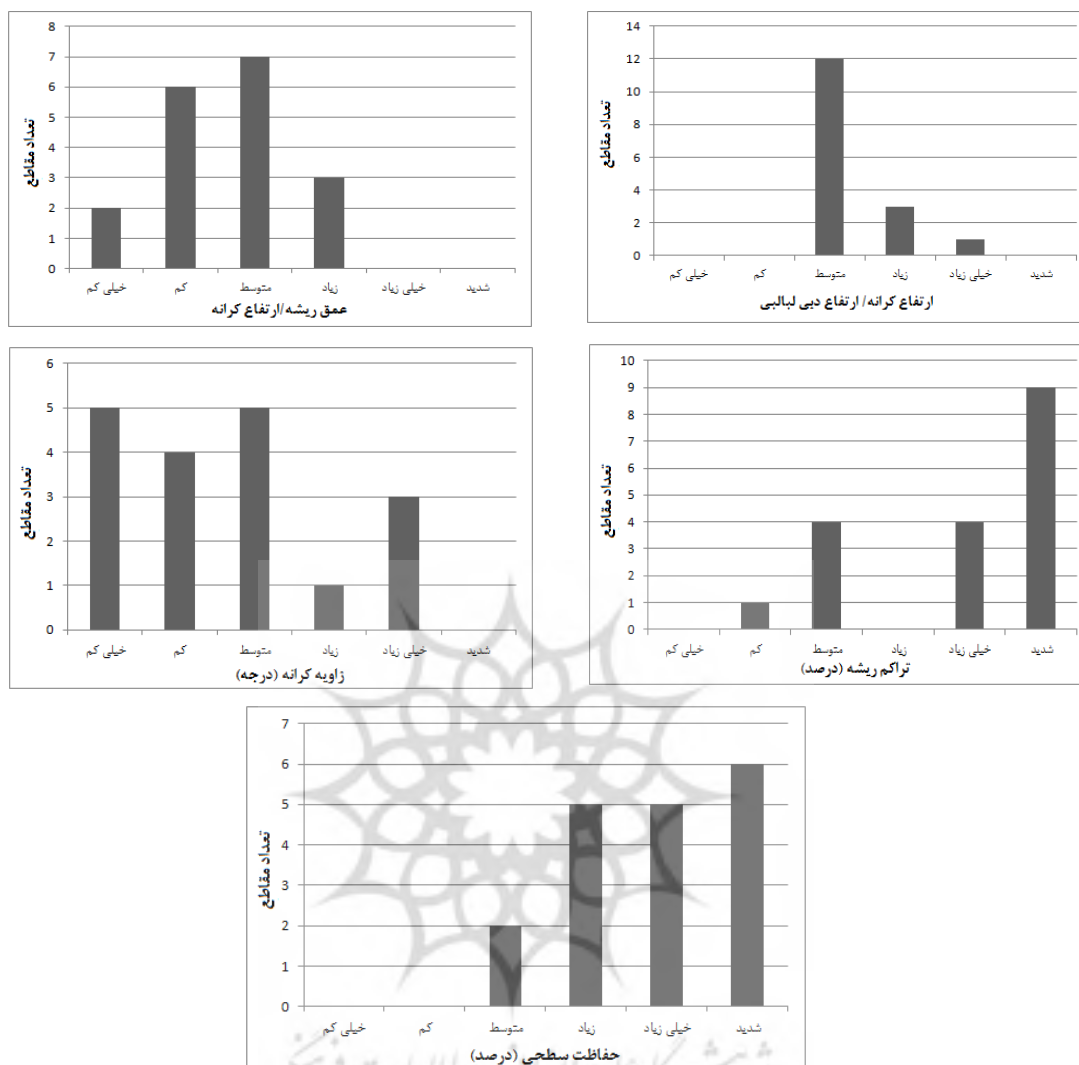 8
7
6
5
4
3
2
1
0
تعداد مقاطع
خیلی کم کم متوسط زیاد خیلی زیاد شدید
عمق ریشه/ارتفاع کرانه
14
12
10
8
6
4
2
0
تعداد مقاطع
خیلی کم کم متوسط زیاد خیلی زیاد شدید
ارتفاع کرانه/ ارتفاع دبی لبالبی
6
5
4
3
2
1
0
تعداد مقاطع
خیلی کم کم متوسط زیاد خیلی زیاد شدید
زاویه کرانه (درجه)
10
9
8
7
6
5
4
3
2
1
0
تعداد مقاطع
خیلی کم کم متوسط زیاد خیلی زیاد شدید
تراکم ریشه (درصد)
7
6
5
4
3
2
1
0
تعداد مقاطع
خیلی کم کم متوسط زیاد خیلی زیاد شدید
حفاظت سطحی (درصد)